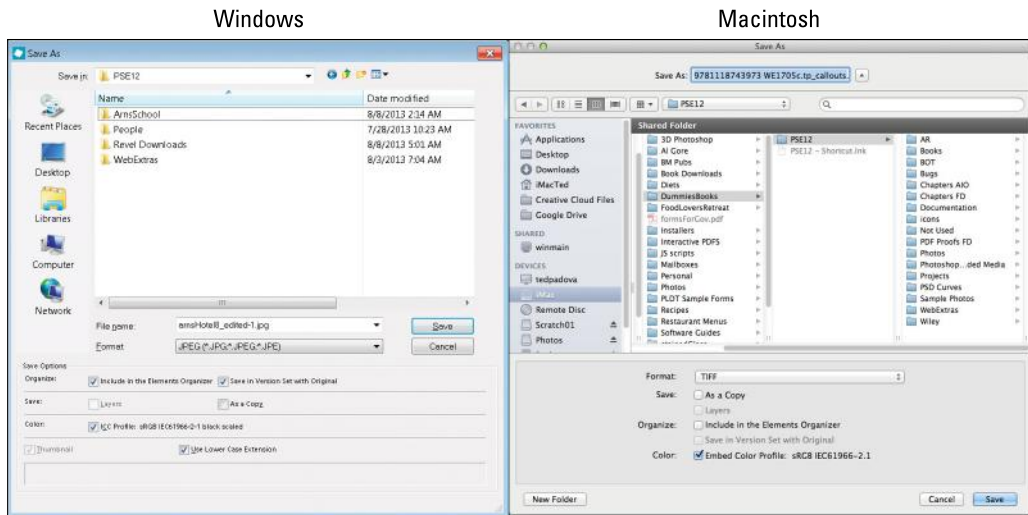 Windows
Macintosh
Save As
Save in: PSE12
Name Date modified
ArnsSchool 8/8/2013 2:14 AM
People 7/28/2013 10:23 AM
Revel Downloads 8/8/2013 5:01 AM
WebExtras 8/3/2013 7:04 AM
Recent Places
Desktop
Libraries
Computer
Network
File name: arnsHotelB_edited-1.jpg Save
Format JPEG (*.JPG;*.JPEG;*.JPE) Cancel
Save Options
Organize: Include in the Elements Organizer Save in Version Set with Original
Save: Layers As a Copy
Color: ICC Profile: sRGB IEC61966-2-1 black scaled
Thumbnail Use Lower Case Extension
Save As
Save As: 9781118743973 WE1705c.tp_callouts.
PSE12
FAVORITES
Applications
Desktop
Downloads
iMacTed
Creative Cloud Files
Google Drive
SHARED
winmain
DEVICES
tedpadova
iMac
Remote Disc
Scratch01
Photos
Shared Folder
3D Photoshop
AI Gore
BM Pubs
Book Downloads
Diets
DummiesBooks
FoodLoversRetreat
formsForGov.pdf
Installers
Interactive PDFS
JS scripts
Mailboxes
Personal
Photos
PLDT Sample Forms
Recipes
Restaurant Menus
Software Guides
PSE12
PSE12 - Shortcut.lnk
AR
Books
BOT
Bugs
Chapters AIO
Chapters FD
Documentation
icons
Not Used
PDF Proofs FD
Photos
Photoshop...ded Media
Projects
PSD Curves
Sample Photos
WebExtras
Wiley
Format: TIFF
Save: As a Copy
Layers
Organize: Include in the Elements Organizer
Save in Version Set with Original
Color: Embed Color Profile: sRGB IEC61966-2.1
New Folder Cancel Save